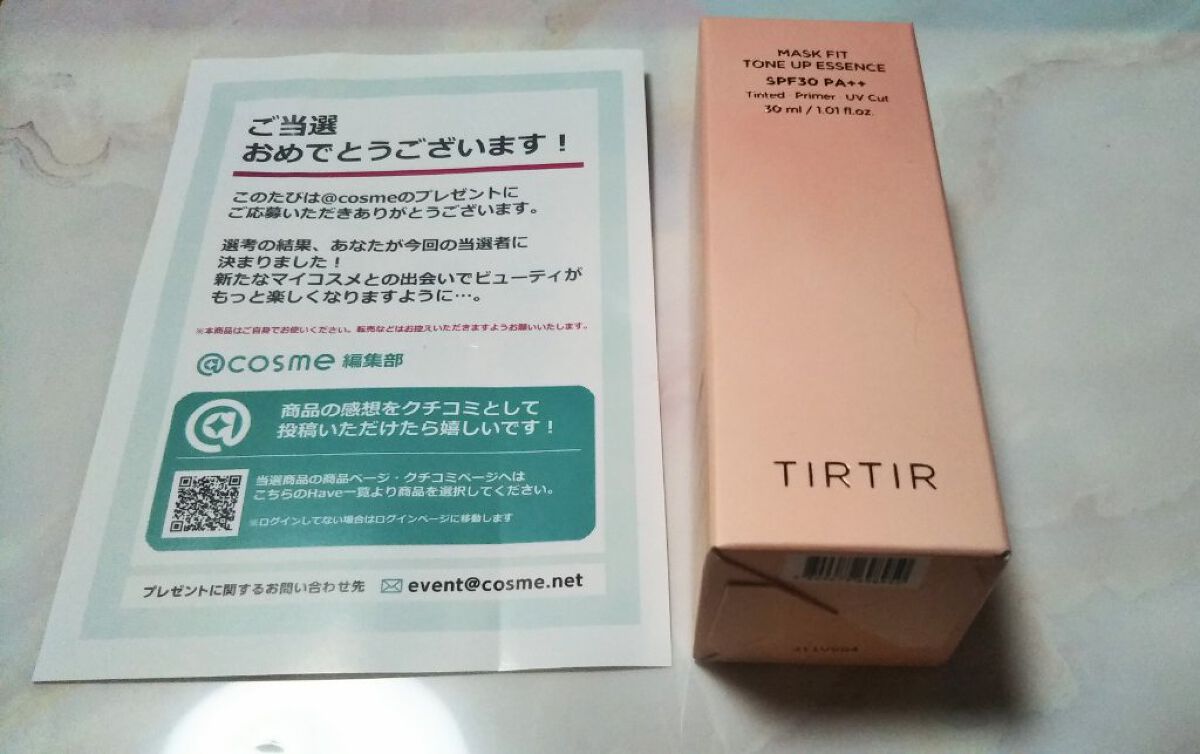 ご当選
おめでとうございます！
このたびは@cosmeのプレゼントに
ご応募いただきありがとうございます。
選考の結果、あなたが今回の当選者に
決まりました！
新たなマイコスメとの出会いでビューティが
もっと楽しくなりますように…。
※本商品はご自身でお使いください。転売などはお控えいただきますようお願いいたします。
@cosme 編集部
商品の感想をクチコミとして
投稿いただけたら嬉しいです！
当選商品の商品ページ・クチコミページへは
こちらのHave一覧より商品を選択してください。
※ログインしてない場合はログインページに移動します
プレゼントに関するお問い合わせ先 event@cosme.net
MASK FIT
TONE UP ESSENCE
SPF30 PA++
Tinted · Primer · UV Cut
30 ml / 1.01 fl.oz.
TIRTIR